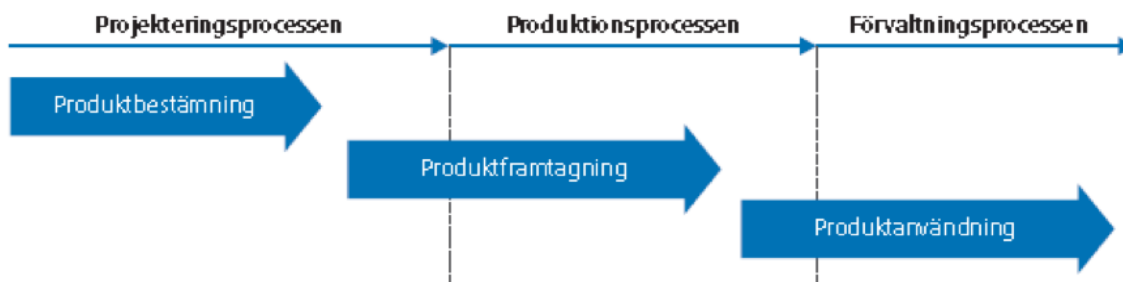 Projekteringsprocessen Produktionsprocessen Förvaltningsprocessen
Produktbestämning
Produktframtagning
Produktanvändning